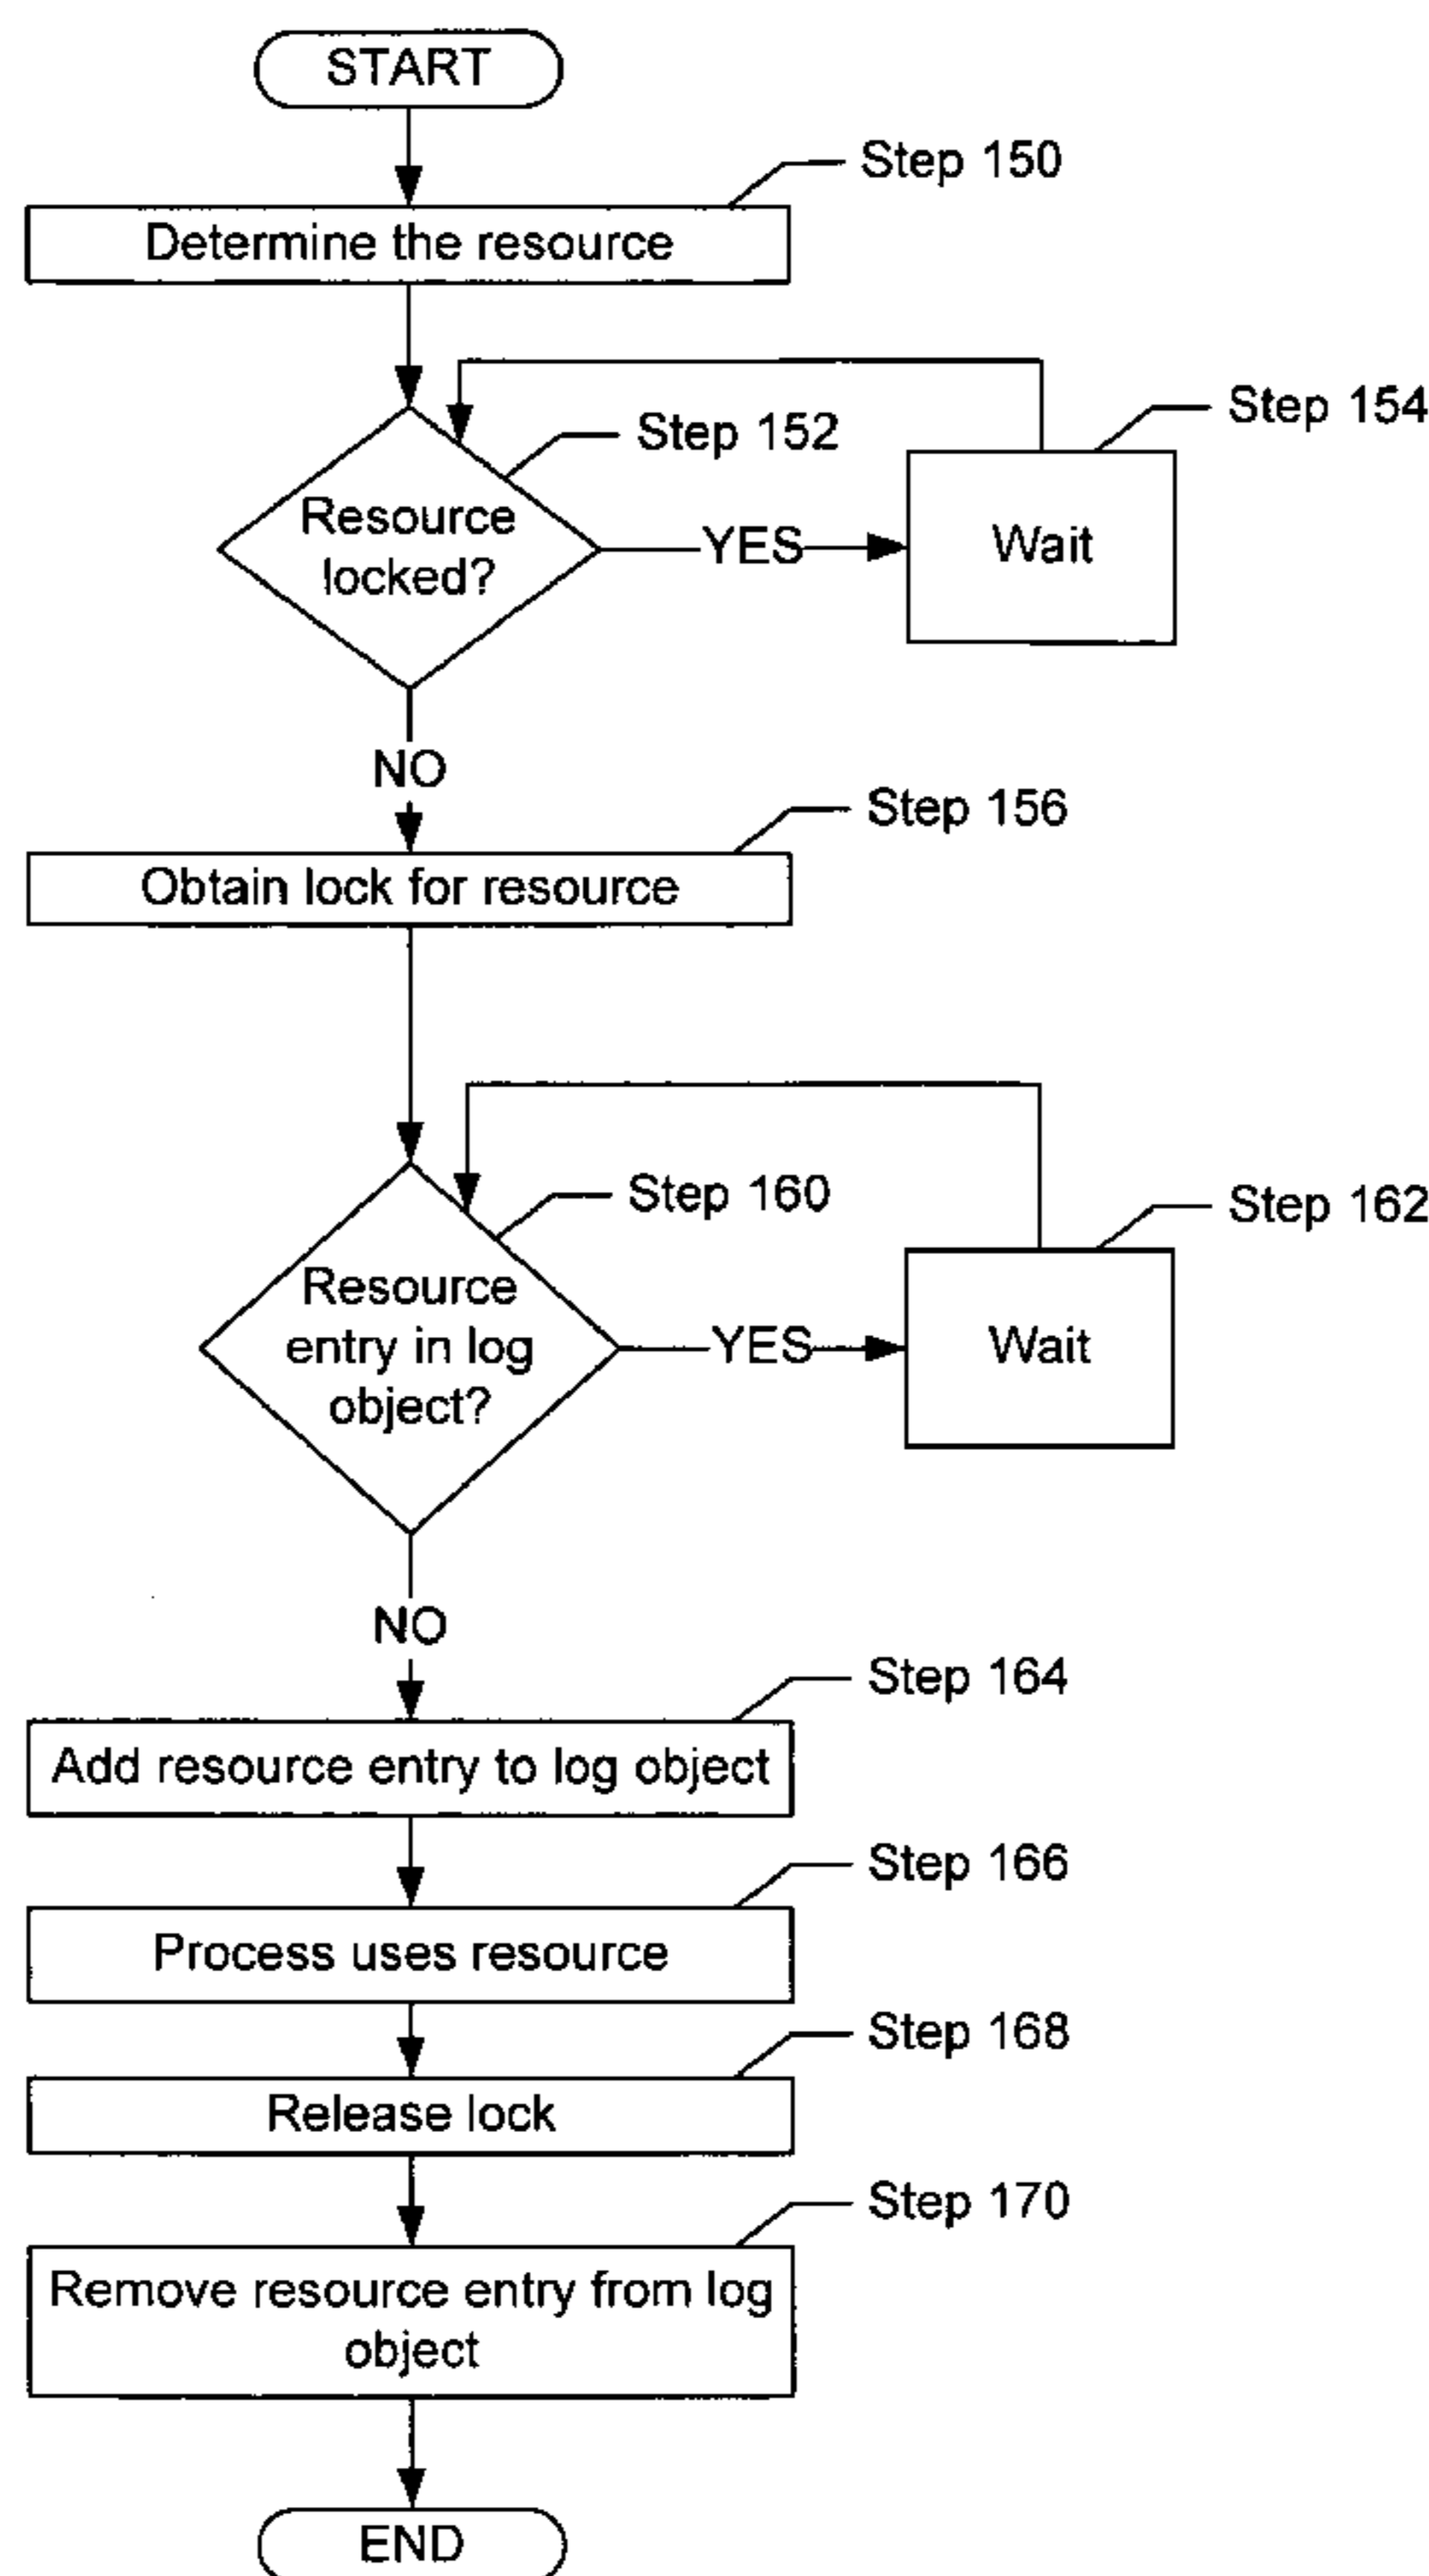 START
Step 150
Determine the resource
Step 154
Step 152
Resource
locked?
YES
Wait
NO
Step 156
Obtain lock for resource
Step 160
Step 162
Resource
entry in log
object?
YES
Wait
NO
Step 164
Add resource entry to log object
Step 166
Process uses resource
Step 168
Release lock
Step 170
Remove resource entry from log
object
END